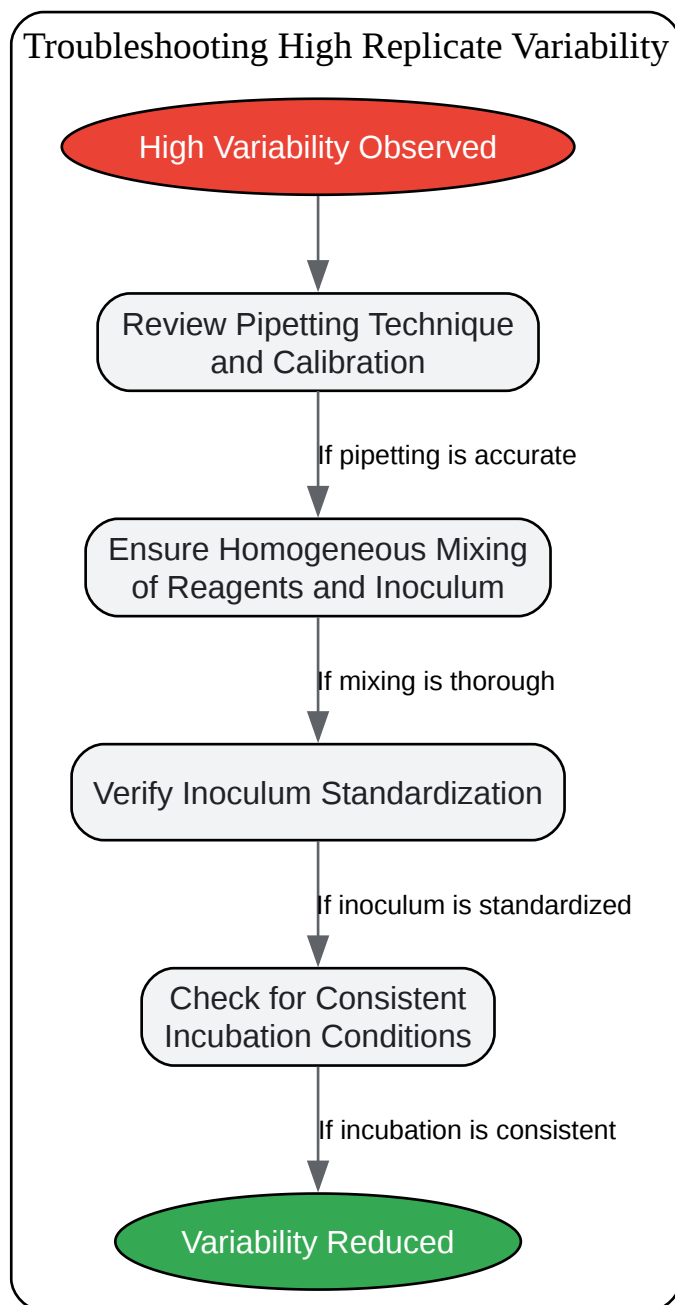 Troubleshooting High Replicate Variability
High Variability Observed
Review Pipetting Technique
and Calibration
If pipetting is accurate
Ensure Homogeneous Mixing
of Reagents and Inoculum
If mixing is thorough
Verify Inoculum Standardization
If inoculum is standardized
Check for Consistent
Incubation Conditions
If incubation is consistent
Variability Reduced